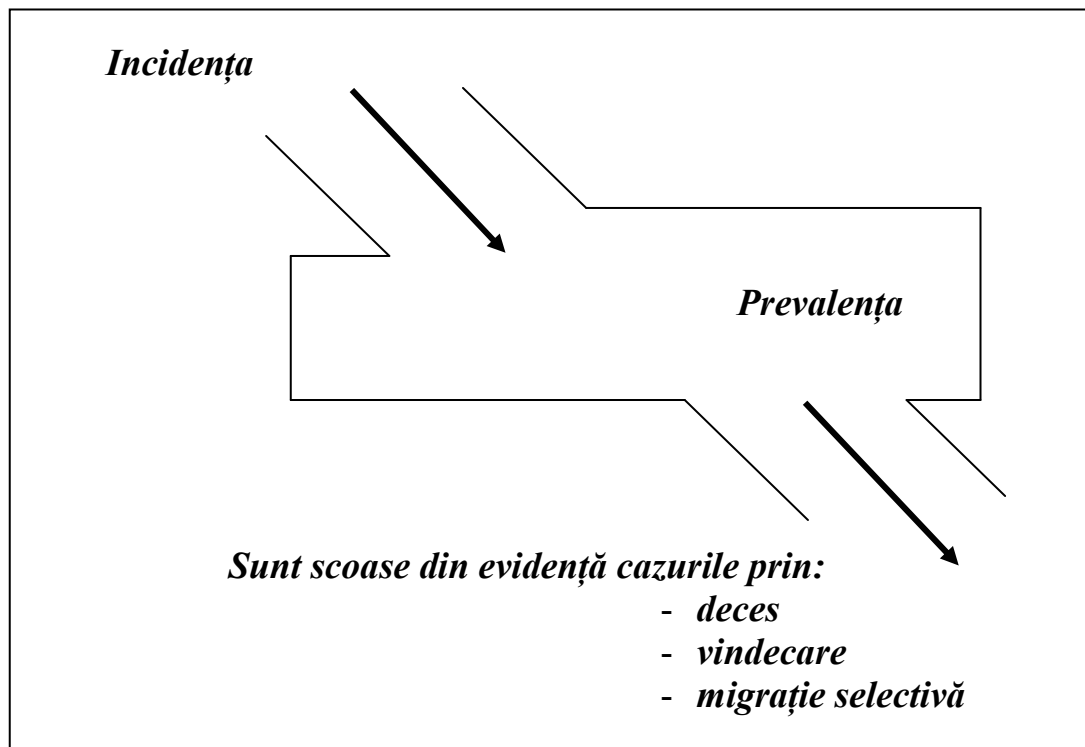 Incidența
Prevalența
Sunt scoase din evidență cazurile prin:
- deces
- vindecare
- migrație selectivă